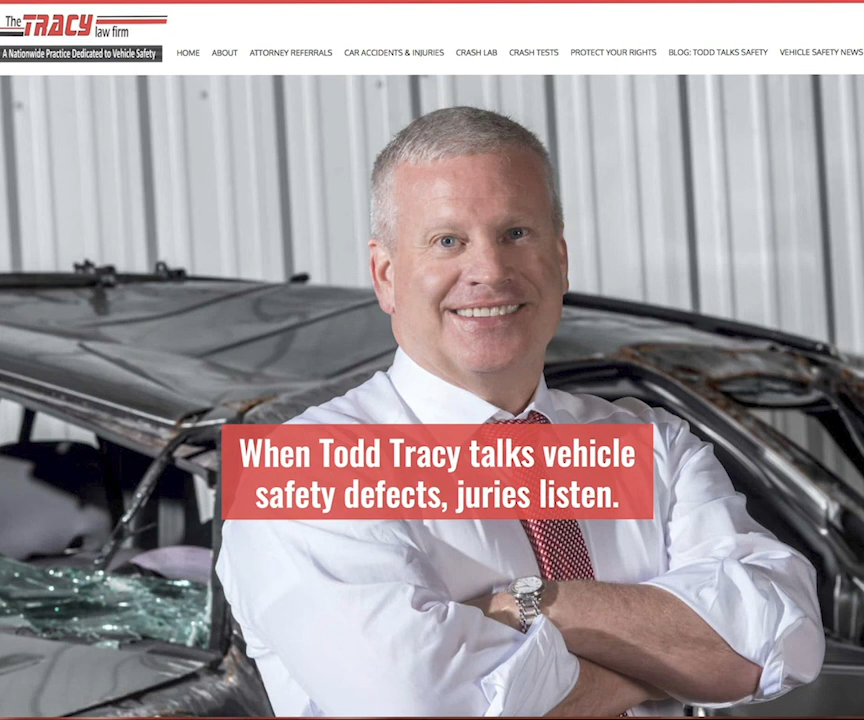 The TRACY law firm
A Nationwide Practice Dedicated to Vehicle Safety
HOME ABOUT ATTORNEY REFERRALS CAR ACCIDENTS & INJURIES CRASH LAB CRASH TESTS PROTECT YOUR RIGHTS BLOG: TODD TALKS SAFETY VEHICLE SAFETY NEWS
When Todd Tracy talks vehicle
safety defects, juries listen.